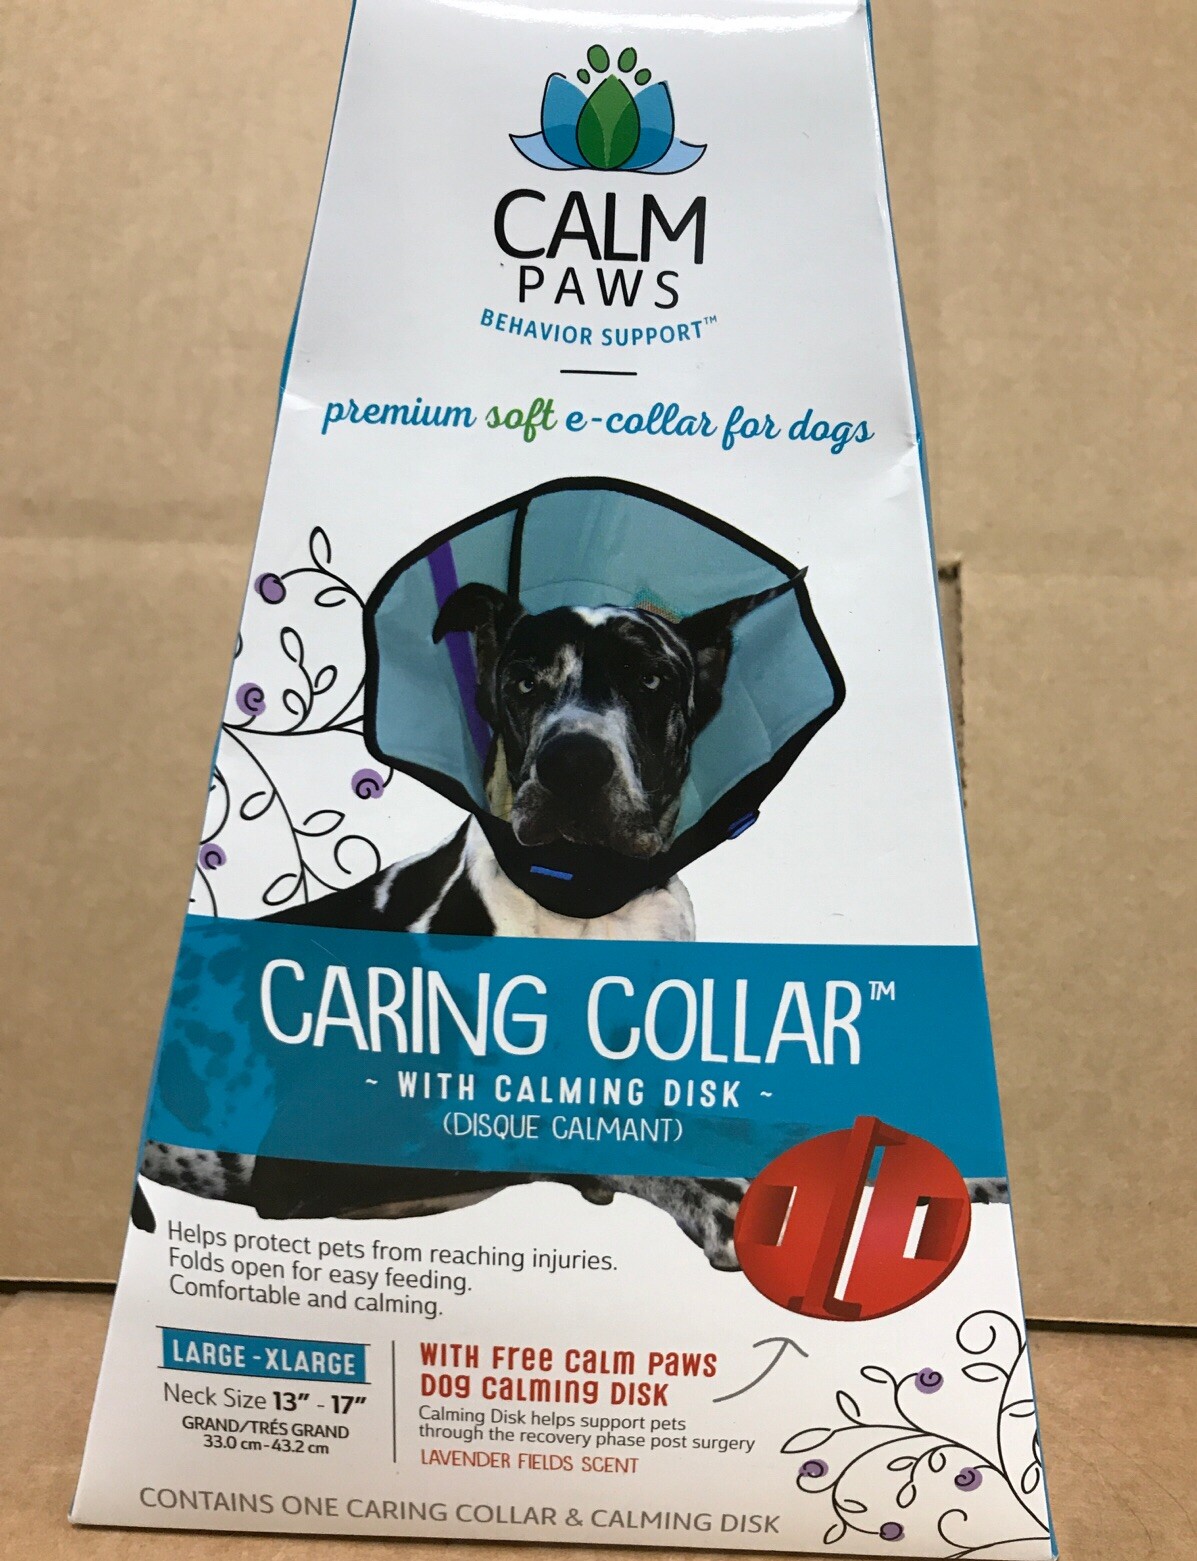 CALM
PAWS
BEHAVIOR SUPPORT™
premium soft e-collar for dogs
CARING COLLAR™
~ WITH CALMING DISK ~
(DISQUE CALMANT)
Helps protect pets from reaching injuries.
Folds open for easy feeding.
Comfortable and calming.
LARGE-XLARGE
Neck Size 13" - 17"
GRAND/TRÉS GRAND
33.0 cm-43.2 cm
WITH Free CALM PAWS
DOG CALMING DISK
Calming Disk helps support pets
through the recovery phase post surgery
LAVENDER FIELDS SCENT
CONTAINS ONE CARING COLLAR & CALMING DISK